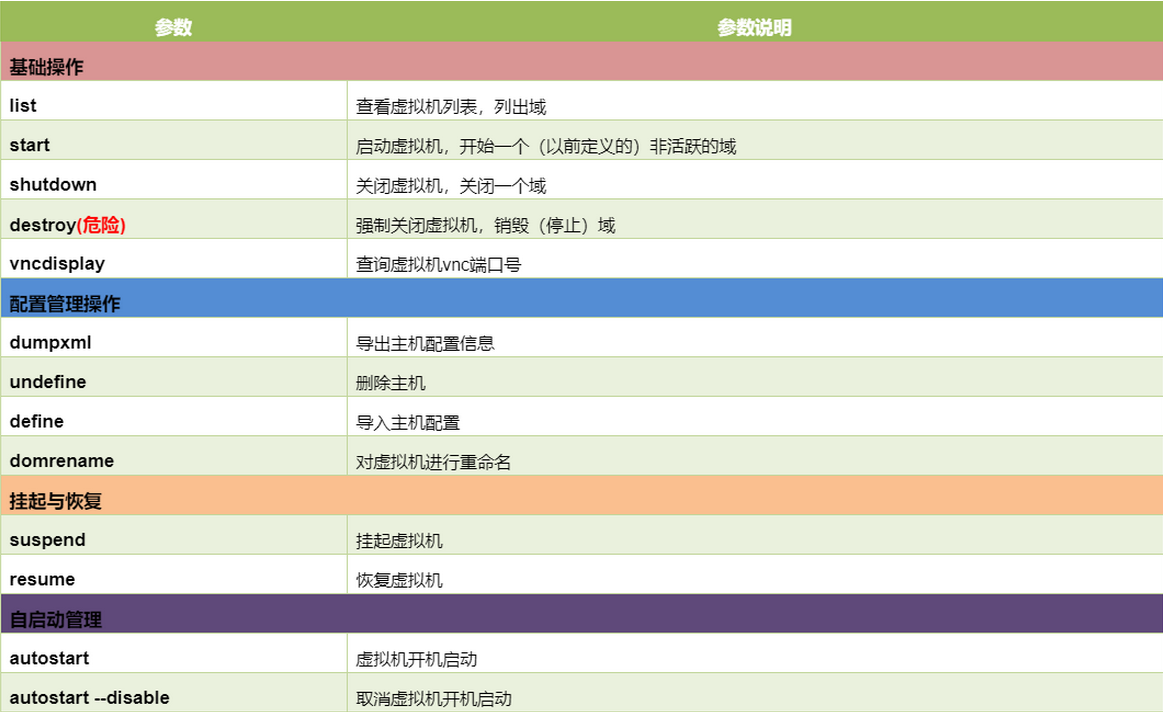 参数 参数说明
基础操作
list 查看虚拟机列表，列出域
start 启动虚拟机，开始一个（以前定义的）非活跃的域
shutdown 关闭虚拟机，关闭一个域
destroy(危险) 强制关闭虚拟机，销毁（停止）域
vncdisplay 查询虚拟机vnc端口号
配置管理操作
dumpxml 导出主机配置信息
undefine 删除主机
define 导入主机配置
domrename 对虚拟机进行重命名
挂起与恢复
suspend 挂起虚拟机
resume 恢复虚拟机
自启动管理
autostart 虚拟机开机启动
autostart --disable 取消虚拟机开机启动